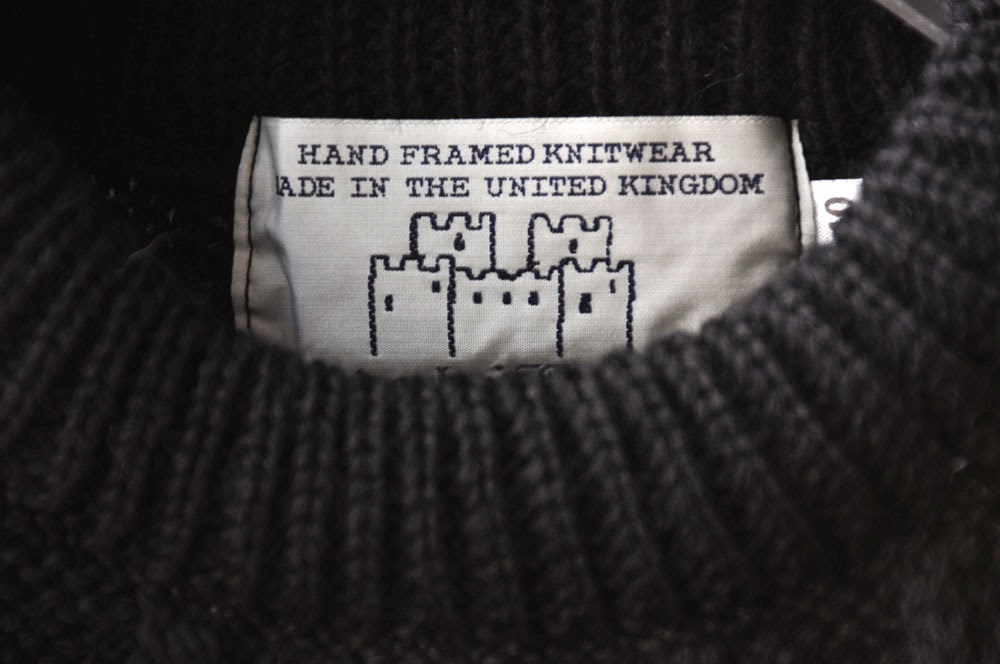 HAND FRAMED KNITWEAR
ADE IN THE UNITED KINGDOM